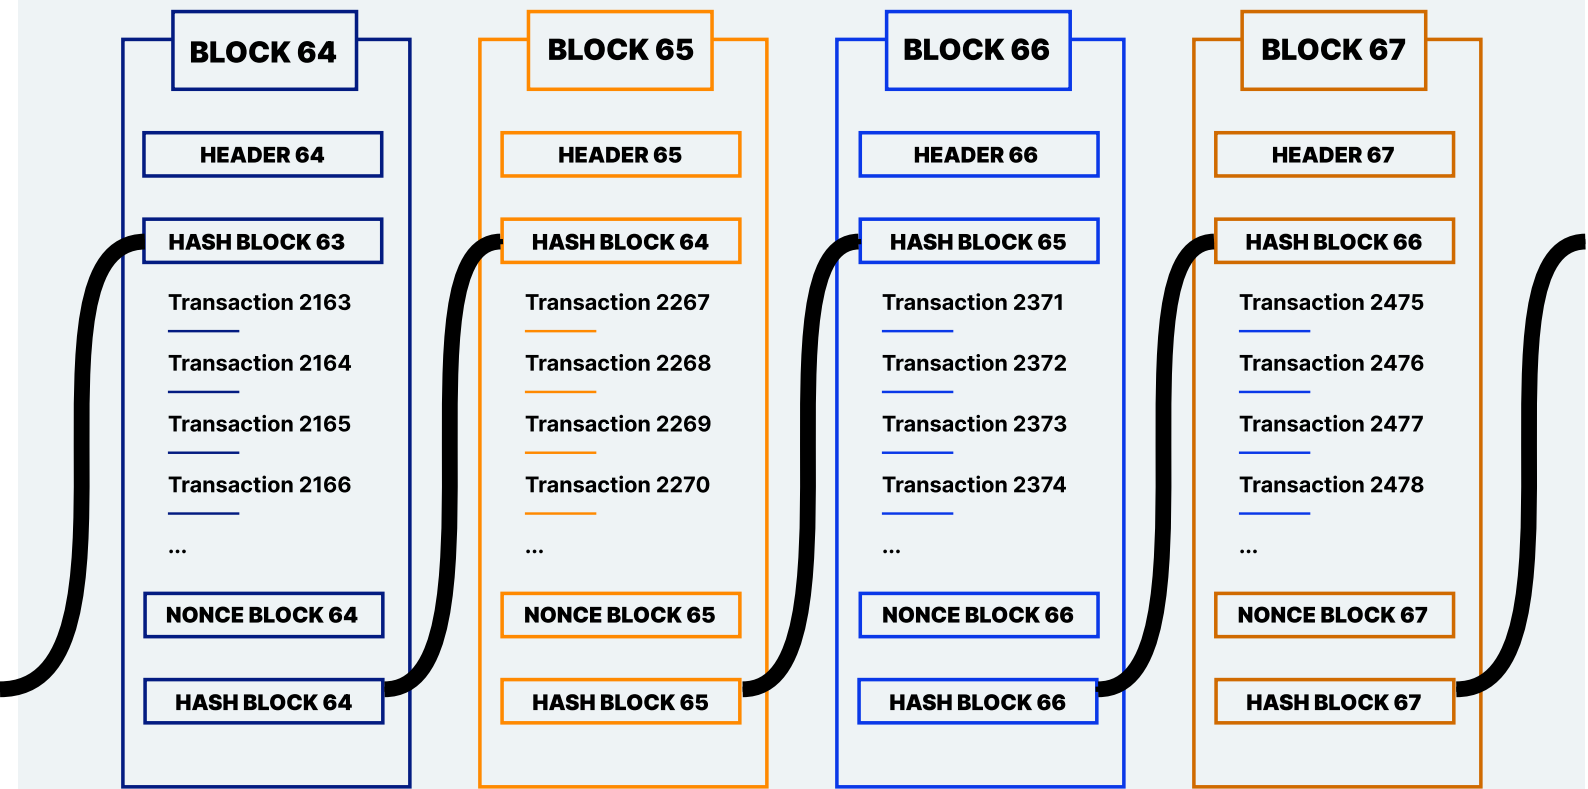 BLOCK 64
HEADER 64
HASH BLOCK 63
Transaction 2163
Transaction 2164
Transaction 2165
Transaction 2166
...
NONCE BLOCK 64
HASH BLOCK 64
BLOCK 65
HEADER 65
HASH BLOCK 64
Transaction 2267
Transaction 2268
Transaction 2269
Transaction 2270
...
NONCE BLOCK 65
HASH BLOCK 65
BLOCK 66
HEADER 66
HASH BLOCK 65
Transaction 2371
Transaction 2372
Transaction 2373
Transaction 2374
...
NONCE BLOCK 66
HASH BLOCK 66
BLOCK 67
HEADER 67
HASH BLOCK 66
Transaction 2475
Transaction 2476
Transaction 2477
Transaction 2478
...
NONCE BLOCK 67
HASH BLOCK 67